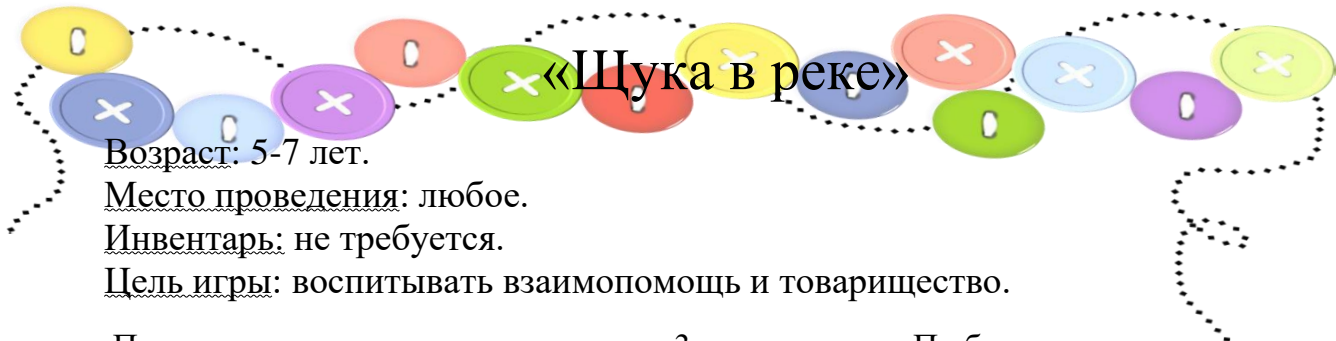 «Щука в реке»
Возраст: 5-7 лет.
Место проведения: любое.
Инвентарь: не требуется.
Цель игры: воспитывать взаимопомощь и товарищество.